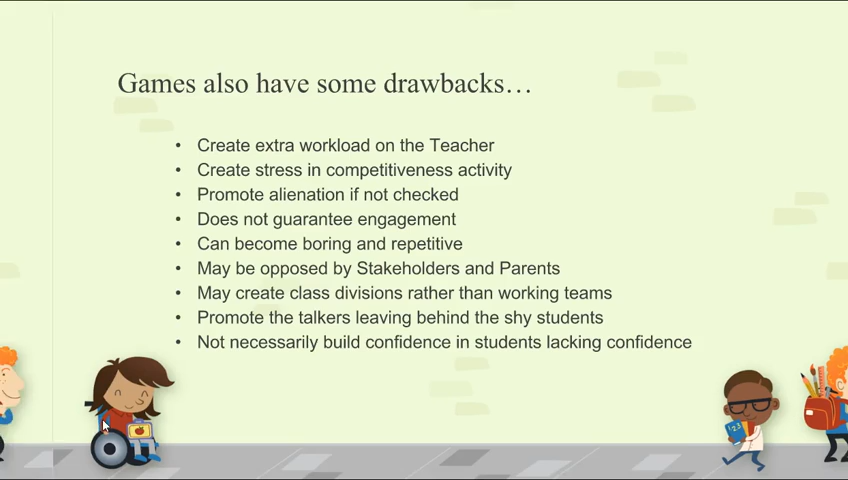 Games also have some drawbacks…
• Create extra workload on the Teacher
• Create stress in competitiveness activity
• Promote alienation if not checked
• Does not guarantee engagement
• Can become boring and repetitive
• May be opposed by Stakeholders and Parents
• May create class divisions rather than working teams
• Promote the talkers leaving behind the shy students
• Not necessarily build confidence in students lacking confidence
1 2 3